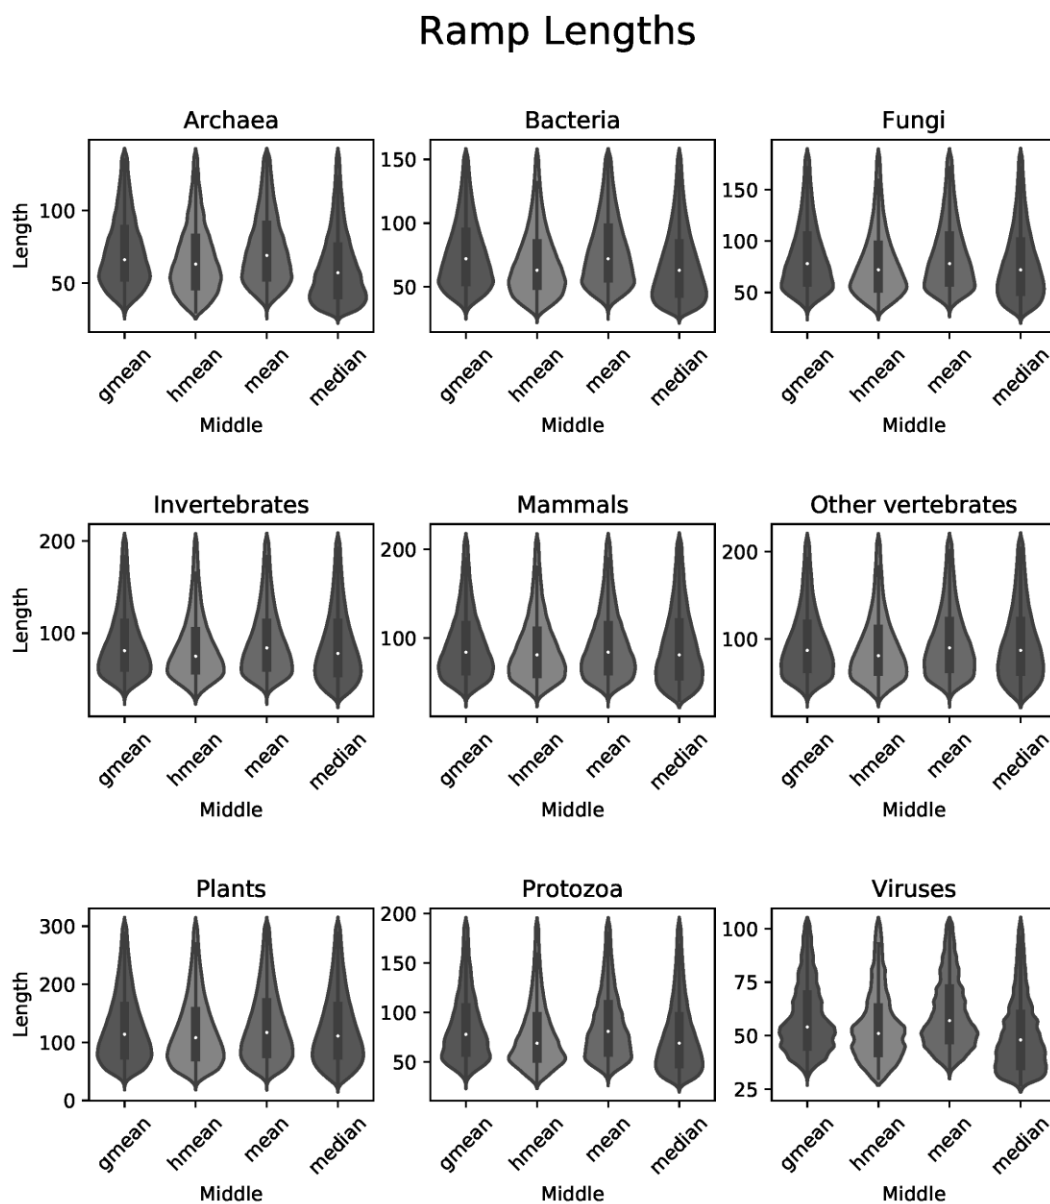 Ramp Lengths
Archaea
Bacteria
Fungi
Length
100
50
150
100
50
150
100
50
gmean
hmean
mean
median
gmean
hmean
mean
median
gmean
hmean
mean
median
Middle
Middle
Middle
Invertebrates
Mammals
Other vertebrates
Length
200
100
200
100
200
100
gmean
hmean
mean
median
gmean
hmean
mean
median
gmean
hmean
mean
median
Middle
Middle
Middle
Plants
Protozoa
Viruses
Length
300
200
100
0
200
150
100
50
100
75
50
25
gmean
hmean
mean
median
gmean
hmean
mean
median
gmean
hmean
mean
median
Middle
Middle
Middle